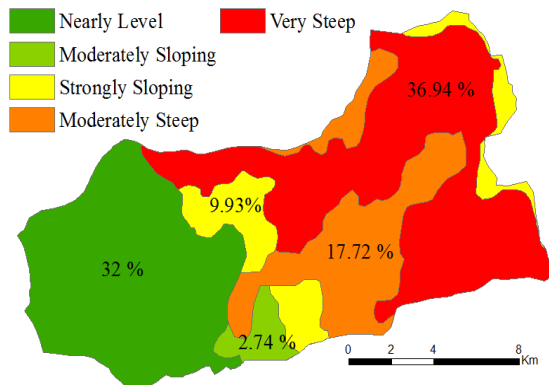 Nearly Level
Very Steep
Moderately Sloping
Strongly Sloping
Moderately Steep
36.94 %
9.93%
17.72 %
32 %
2.74 %
0 2 4 8
Km